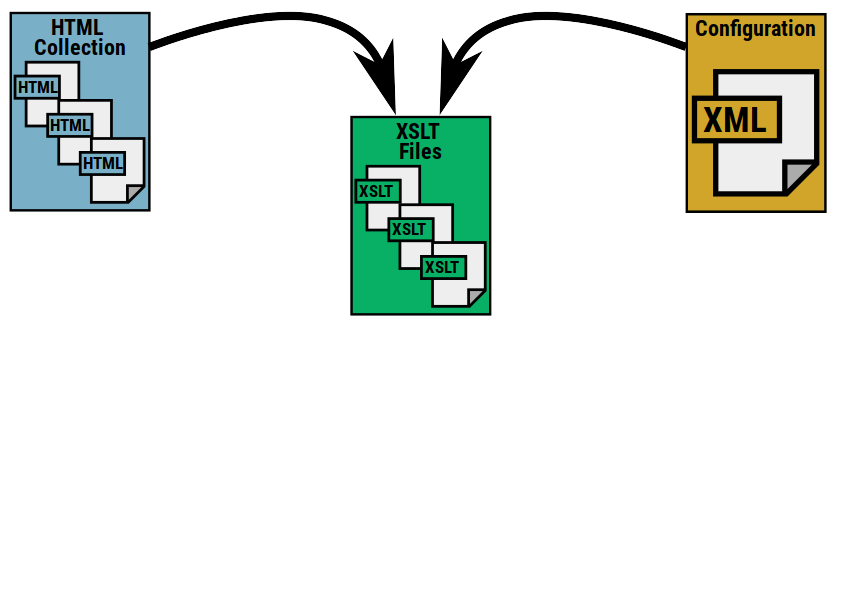 HTML
Collection
HTML
HTML
HTML
XSLT
Files
XSLT
XSLT
XSLT
Configuration
XML